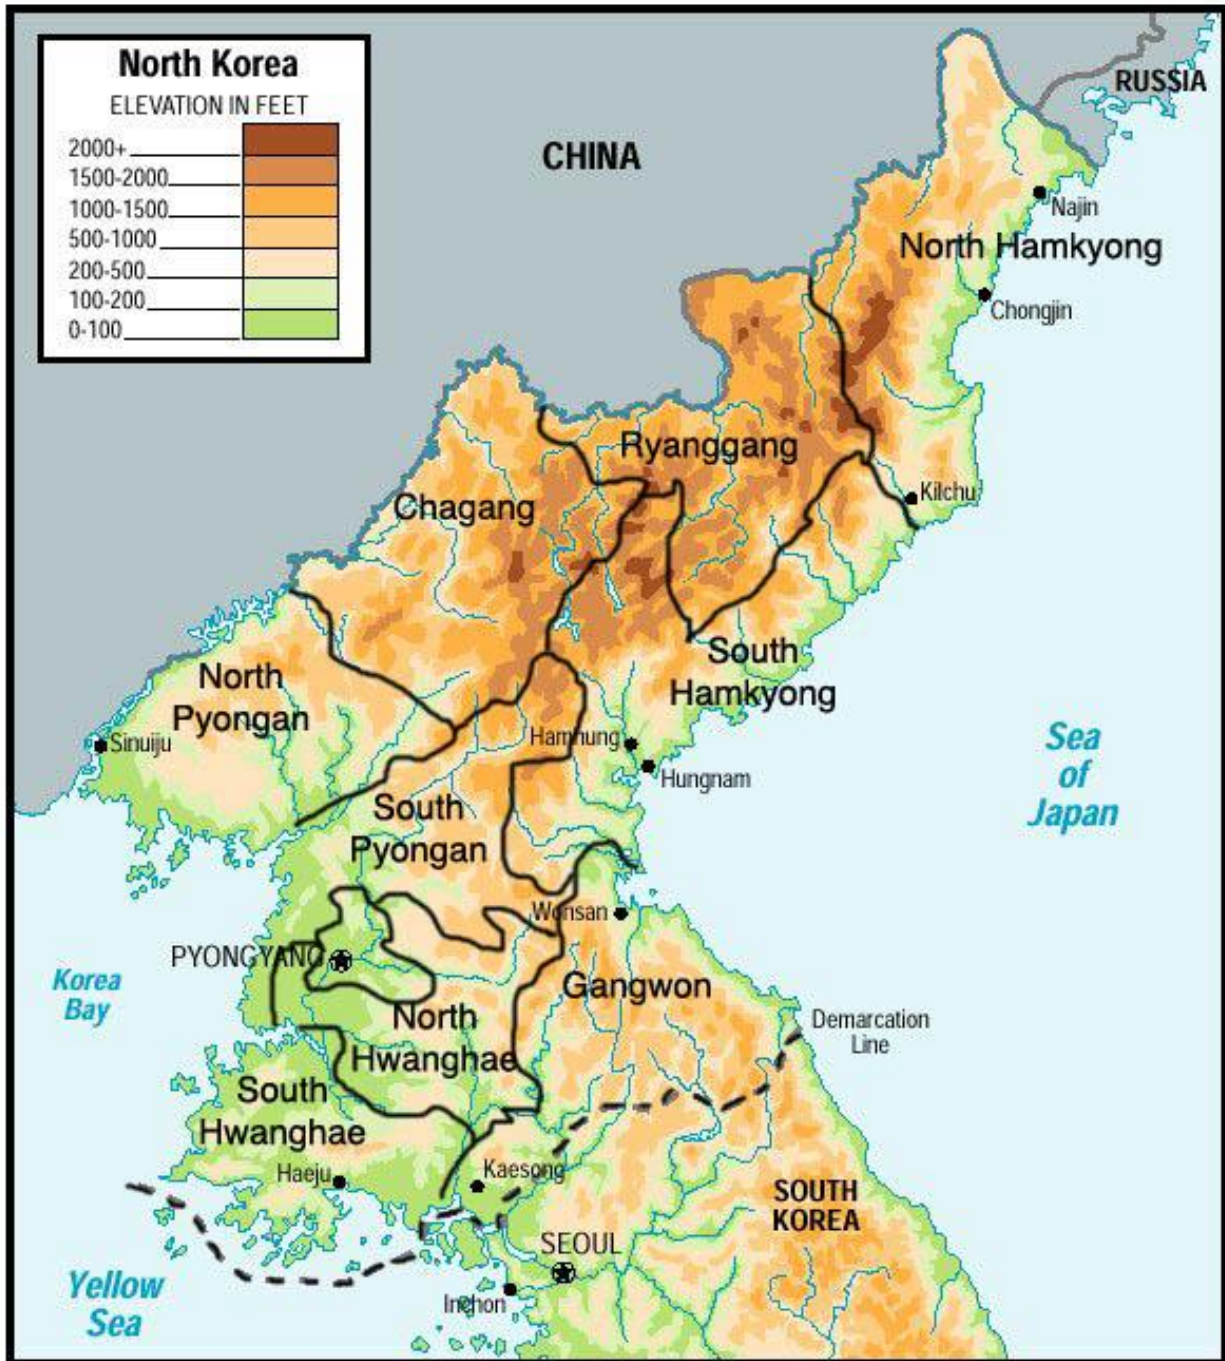 North Korea
ELEVATION IN FEET
2000+
1500-2000
1000-1500
500-1000
200-500
100-200
0-100
CHINA
RUSSIA
Najin
North Hamkyong
Chongjin
Ryanggang
Kilchu
Chagang
South
Hamkyong
North
Pyongan
Sinuiju
Hamhung
Hungnam
Sea
of
Japan
South
Pyongan
Wonsan
PYONGYANG
Korea
Bay
Gangwon
North
Hwanghae
Demarcation
Line
South
Hwanghae
Haeju
Kaesong
SOUTH
KOREA
SEOUL
Inchon
Yellow
Sea